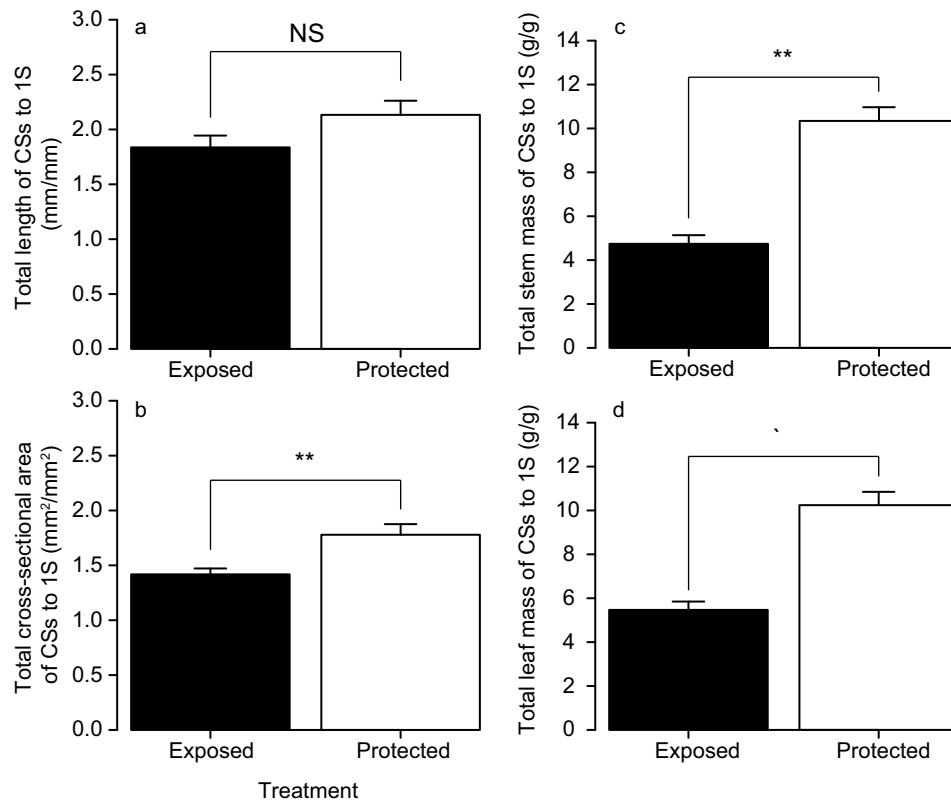 a
NS
Total length of CSs to 1S
(mm/mm)
3.0
2.5
2.0
1.5
1.0
0.5
0.0
Exposed
Protected
c
**
Total stem mass of CSs to 1S (g/g)
14
12
10
8
6
4
2
0
Exposed
Protected
b
**
Total cross-sectional area
of CSs to 1S (mm²/mm²)
3.0
2.5
2.0
1.5
1.0
0.5
0.0
Exposed
Protected
Treatment
d
`
Total leaf mass of CSs to 1S (g/g)
14
12
10
8
6
4
2
0
Exposed
Protected